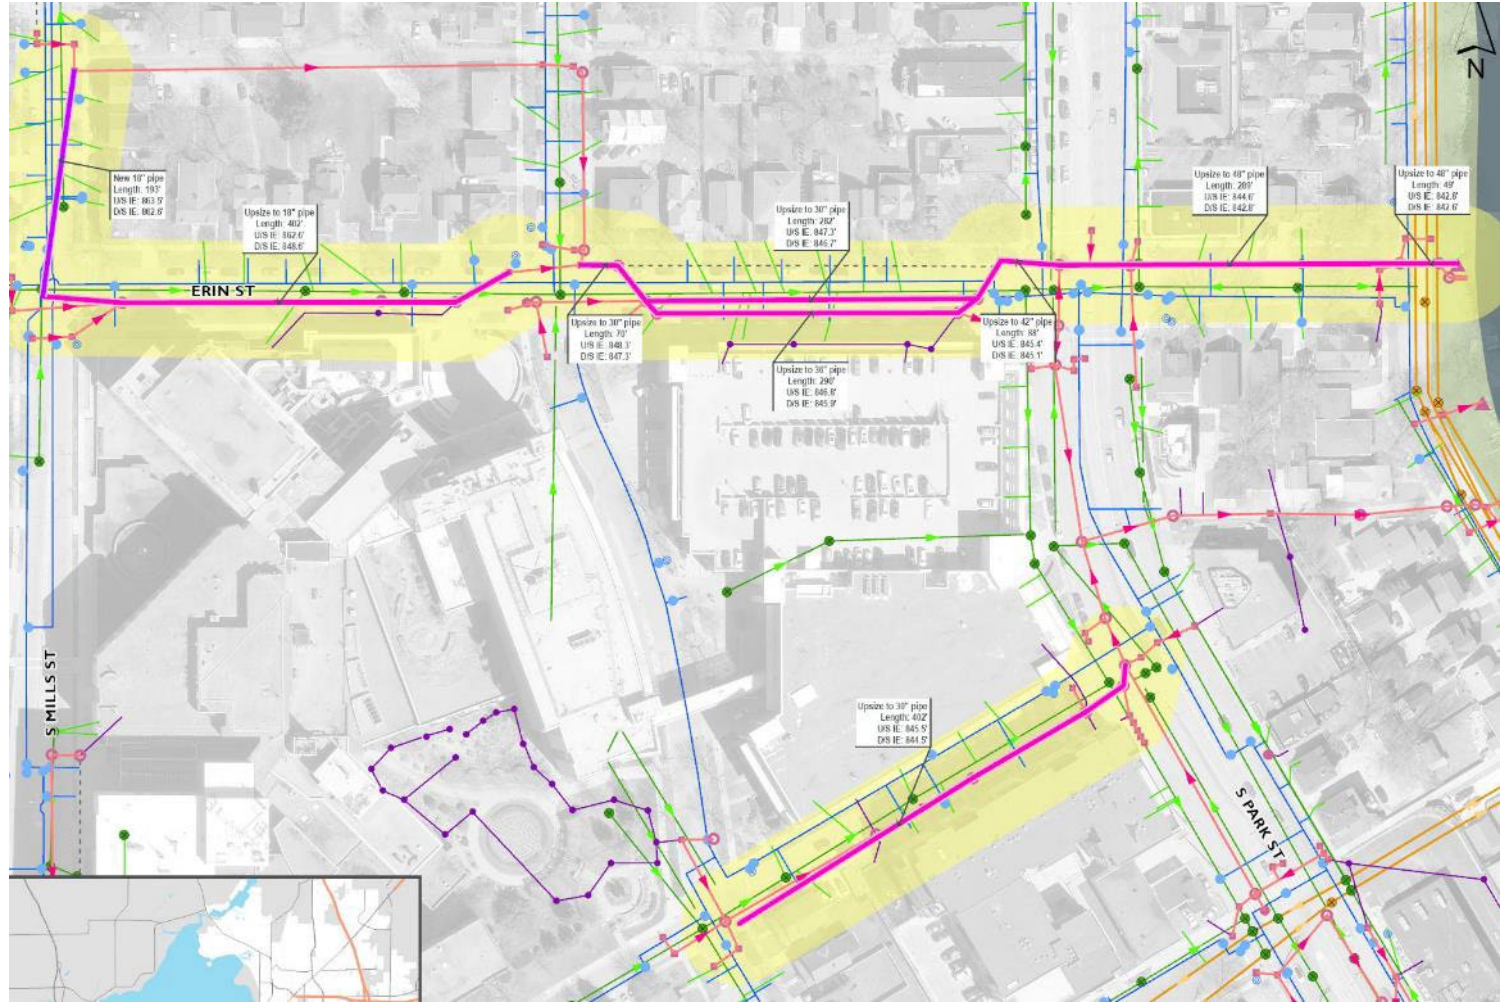 N
New 18" pipe
Length: 193'
U/S IE: 863.5'
D/S IE: 862.6'
Upsize to 18" pipe
Length: 402'
U/S IE: 862.6'
D/S IE: 848.6'
Upsize to 30" pipe
Length: 282'
U/S IE: 847.3'
D/S IE: 845.7'
Upsize to 48" pipe
Length: 209'
U/S IE: 844.6'
D/S IE: 842.8'
Upsize to 48" pipe
Length: 49'
U/S IE: 842.8'
D/S IE: 842.6'
ERIN ST
Upsize to 30" pipe
Length: 70'
U/S IE: 848.3'
D/S IE: 847.3'
Upsize to 36" pipe
Length: 290'
U/S IE: 846.8'
D/S IE: 845.9'
Upsize to 42" pipe
Length: 88'
U/S IE: 845.4'
D/S IE: 845.1'
S MILLS ST
Upsize to 30" pipe
Length: 402'
U/S IE: 845.5'
D/S IE: 844.5'
S PARK ST